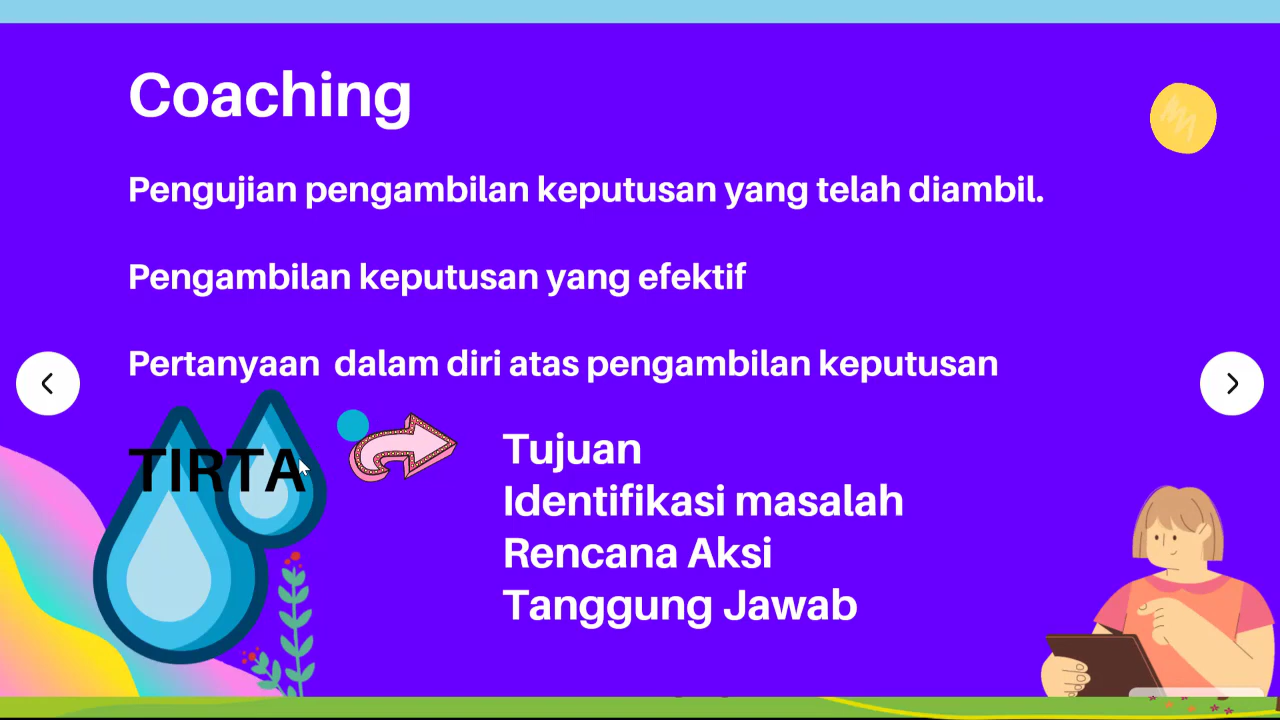 Coaching
Pengujian pengambilan keputusan yang telah diambil.
Pengambilan keputusan yang efektif
Pertanyaan dalam diri atas pengambilan keputusan
TIRTA
Tujuan
Identifikasi masalah
Rencana Aksi
Tanggung Jawab